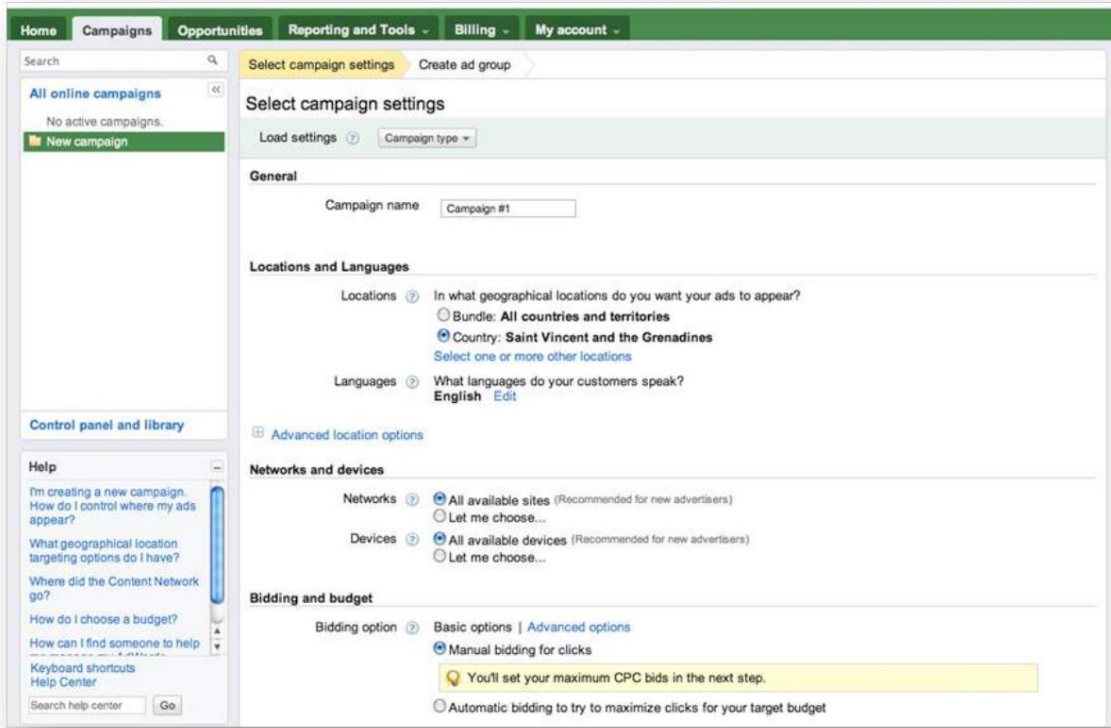 Home Campaigns Opportunities Reporting and Tools Billing My account
Search
All online campaigns
No active campaigns.
New campaign
Control panel and library
Help
I'm creating a new campaign.
How do I control where my ads
appear?
What geographical location
targeting options do I have?
Where did the Content Network
go?
How do I choose a budget?
How can I find someone to help
Keyboard shortcuts
Help Center
Search help center Go
Select campaign settings Create ad group
Select campaign settings
Load settings ? Campaign type
General
Campaign name Campaign #1
Locations and Languages
Locations ? In what geographical locations do you want your ads to appear?
Bundle: All countries and territories
Country: Saint Vincent and the Grenadines
Select one or more other locations
Languages ? What languages do your customers speak?
English Edit
Advanced location options
Networks and devices
Networks ? All available sites (Recommended for new advertisers)
Let me choose...
Devices ? All available devices (Recommended for new advertisers)
Let me choose...
Bidding and budget
Bidding option ? Basic options | Advanced options
Manual bidding for clicks
You'll set your maximum CPC bids in the next step.
Automatic bidding to try to maximize clicks for your target budget